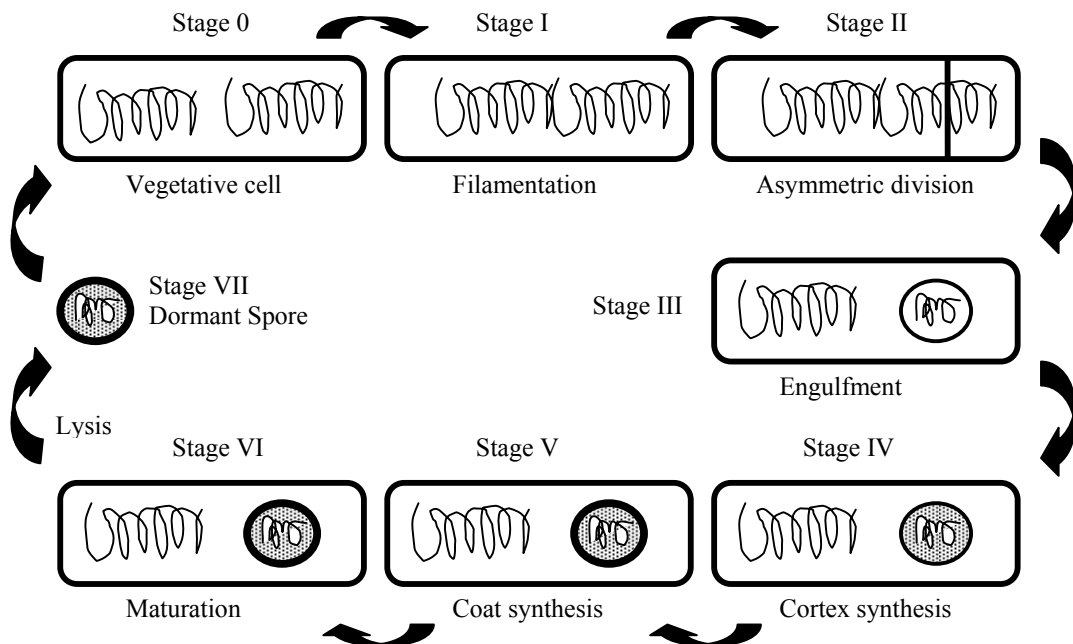 Stage 0
Stage I
Stage II
Vegetative cell
Filamentation
Asymmetric division
Stage VII
Dormant Spore
Stage III
Engulfment
Lysis
Stage VI
Stage V
Stage IV
Maturation
Coat synthesis
Cortex synthesis